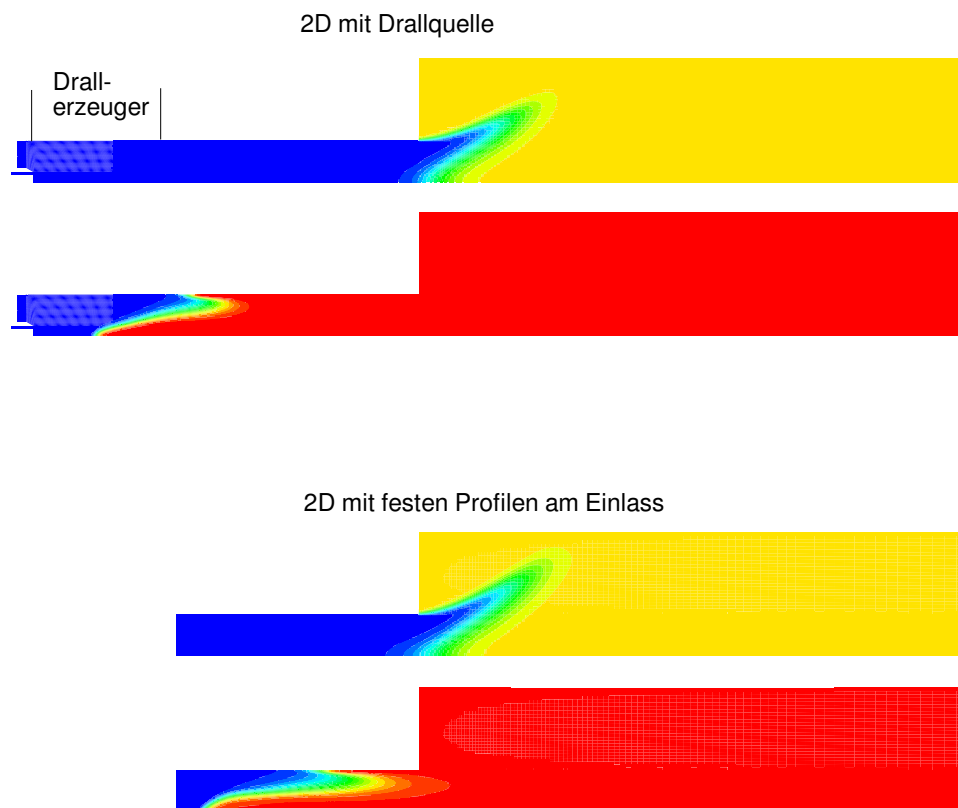 2D mit Drallquelle
Drall-
erzeuger
2D mit festen Profilen am Einlass